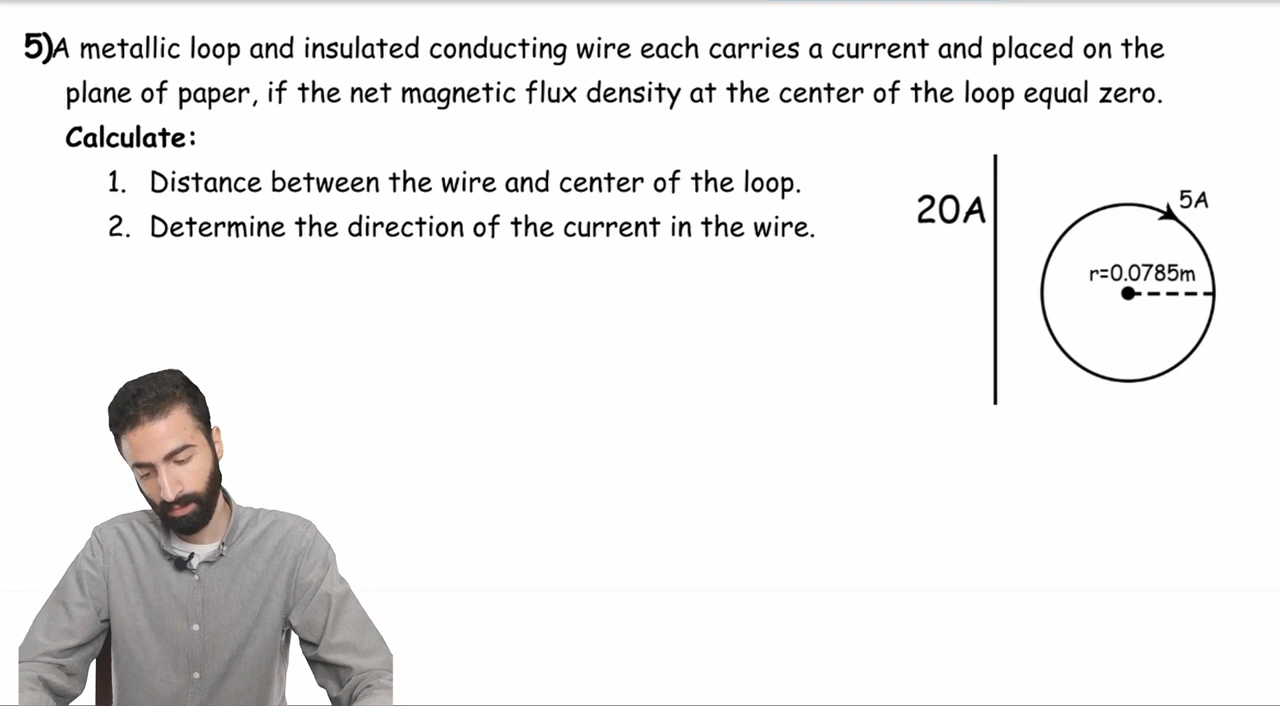 5)A metallic loop and insulated conducting wire each carries a current and placed on the
plane of paper, if the net magnetic flux density at the center of the loop equal zero.
Calculate:
1. Distance between the wire and center of the loop.
2. Determine the direction of the current in the wire.
20A
5A
r=0.0785m